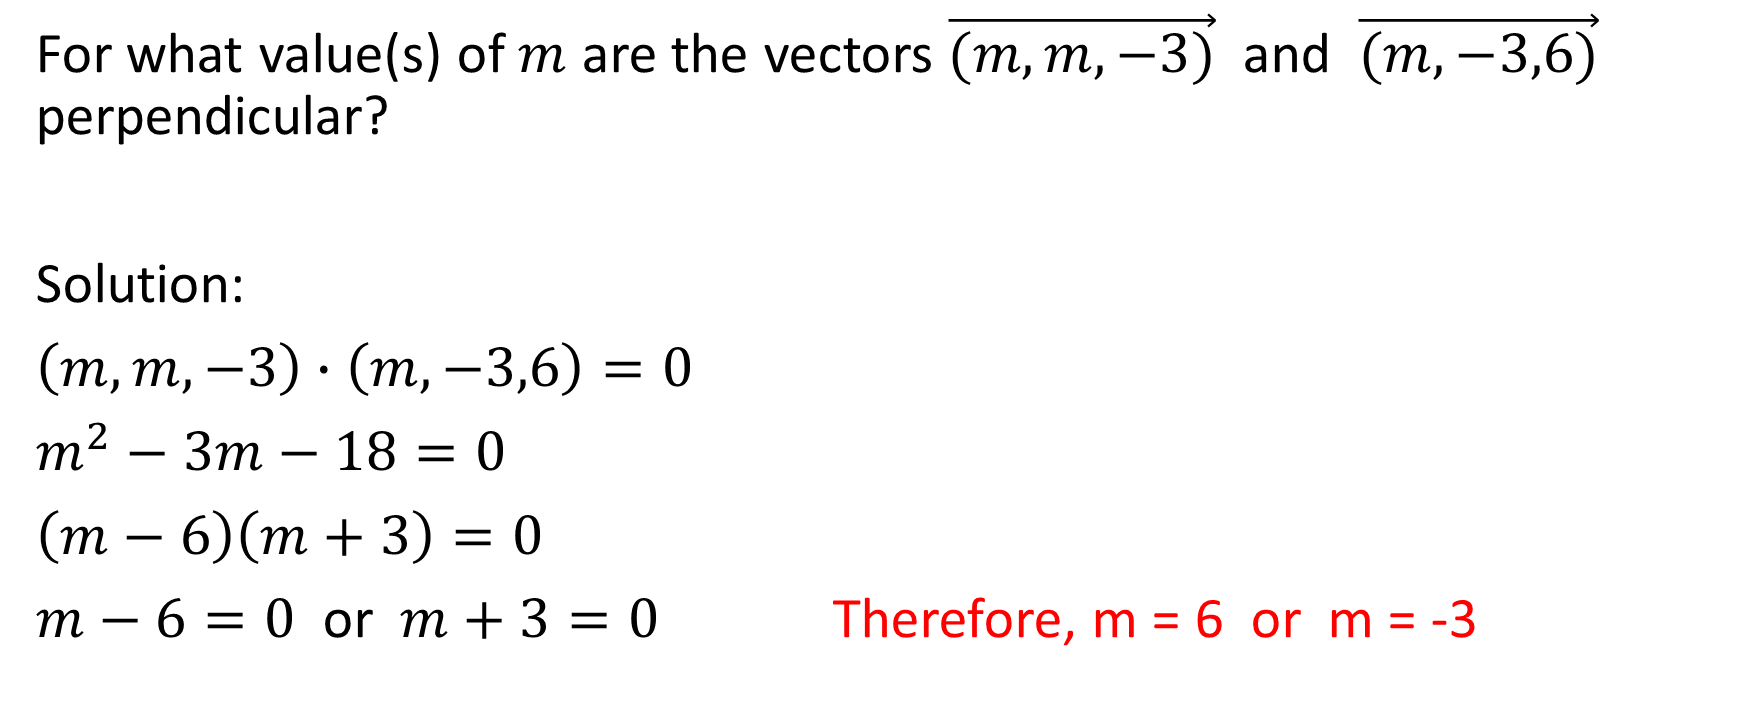 For what value(s) of m are the vectors (m, m, −3) and (m, −3,6)
perpendicular?
Solution:
(m, m, −3) · (m, −3,6) = 0
m² − 3m − 18 = 0
(m − 6)(m + 3) = 0
m − 6 = 0 or m + 3 = 0 Therefore, m = 6 or m = -3